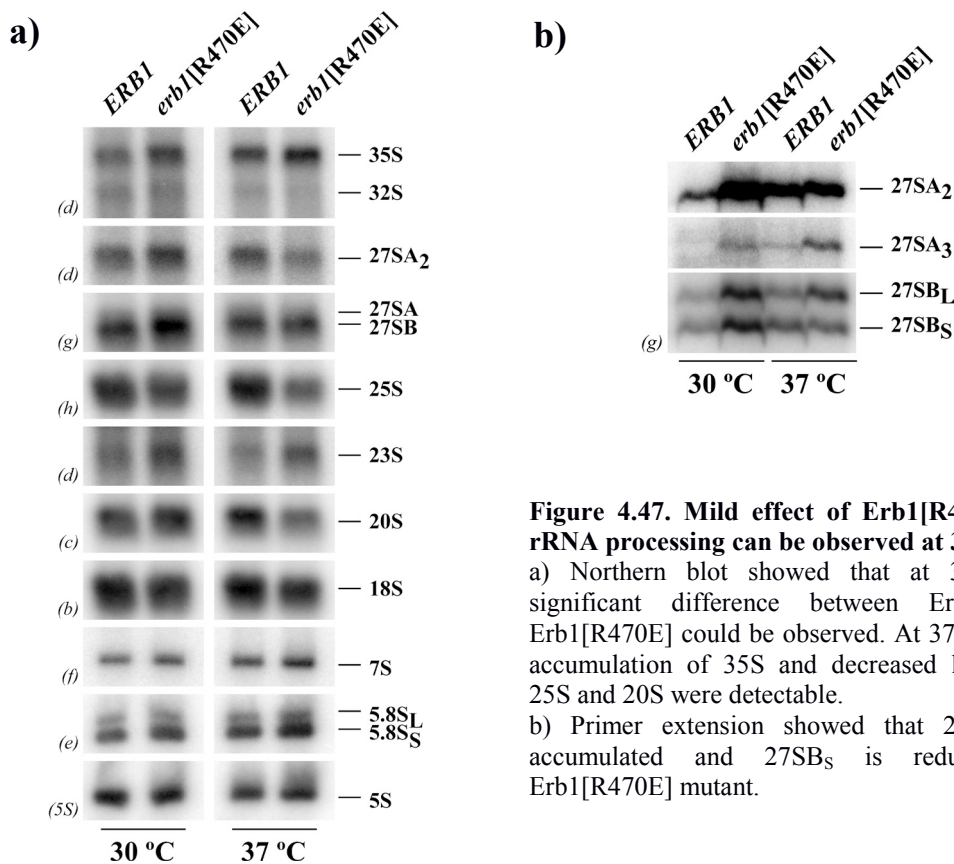 a)
ERB1 erb1[R470E] ERB1 erb1[R470E]
35S
32S
(d)
27SA2
(d)
27SA
27SB
(g)
25S
(h)
23S
(d)
20S
(c)
18S
(b)
7S
(f)
5.8SL
5.8SS
(e)
5S
(5S)
30 ºC 37 ºC
b)
ERB1 erb1[R470E] ERB1 erb1[R470E]
27SA2
27SA3
27SBL
27SBS
(g)
30 ºC 37 ºC
Figure 4.47. Mild effect of Erb1[R4
rRNA processing can be observed at 3
a) Northern blot showed that at 3
significant difference between Er
Erb1[R470E] could be observed. At 37
accumulation of 35S and decreased
25S and 20S were detectable.
b) Primer extension showed that 2
accumulated and 27SBS is redu
Erb1[R470E] mutant.